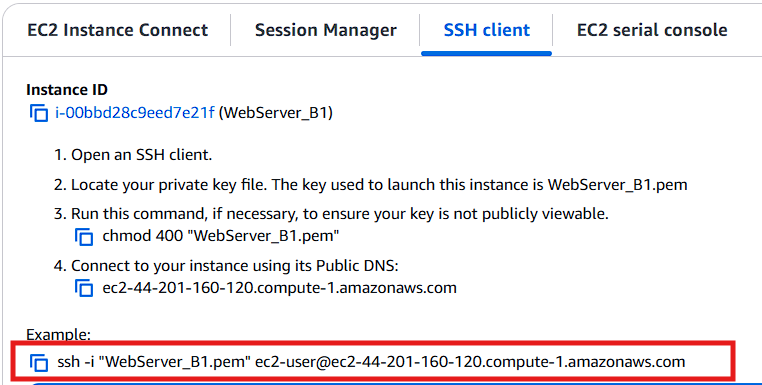 EC2 Instance Connect Session Manager SSH client EC2 serial console
Instance ID
i-00bbd28c9eed7e21f (WebServer_B1)
1. Open an SSH client.
2. Locate your private key file. The key used to launch this instance is WebServer_B1.pem
3. Run this command, if necessary, to ensure your key is not publicly viewable.
chmod 400 "WebServer_B1.pem"
4. Connect to your instance using its Public DNS:
ec2-44-201-160-120.compute-1.amazonaws.com
Example:
ssh -i "WebServer_B1.pem" ec2-user@ec2-44-201-160-120.compute-1.amazonaws.com